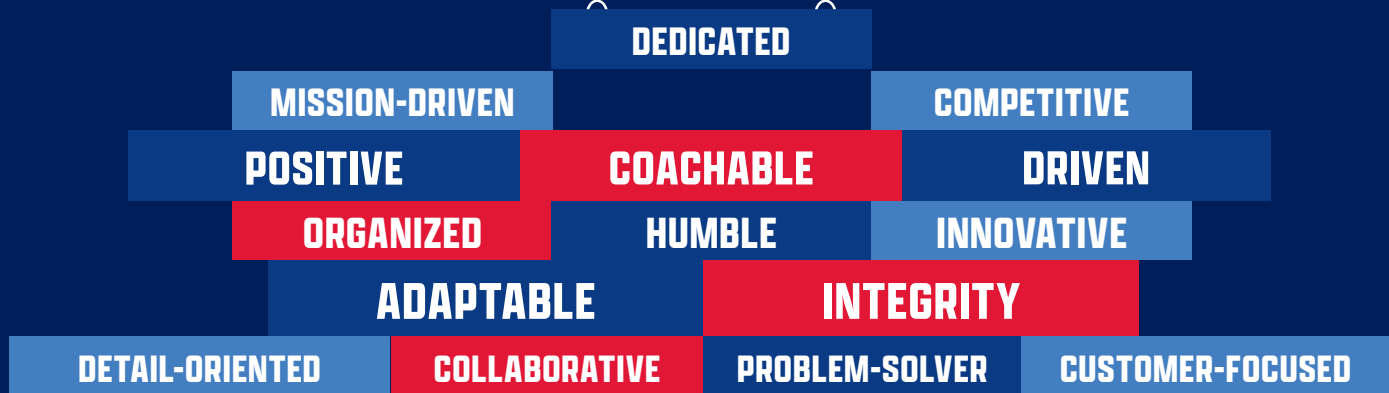 DEDICATED
MISSION-DRIVEN COMPETITIVE
POSITIVE COACHABLE DRIVEN
ORGANIZED HUMBLE INNOVATIVE
ADAPTABLE INTEGRITY
DETAIL-ORIENTED COLLABORATIVE PROBLEM-SOLVER CUSTOMER-FOCUSED